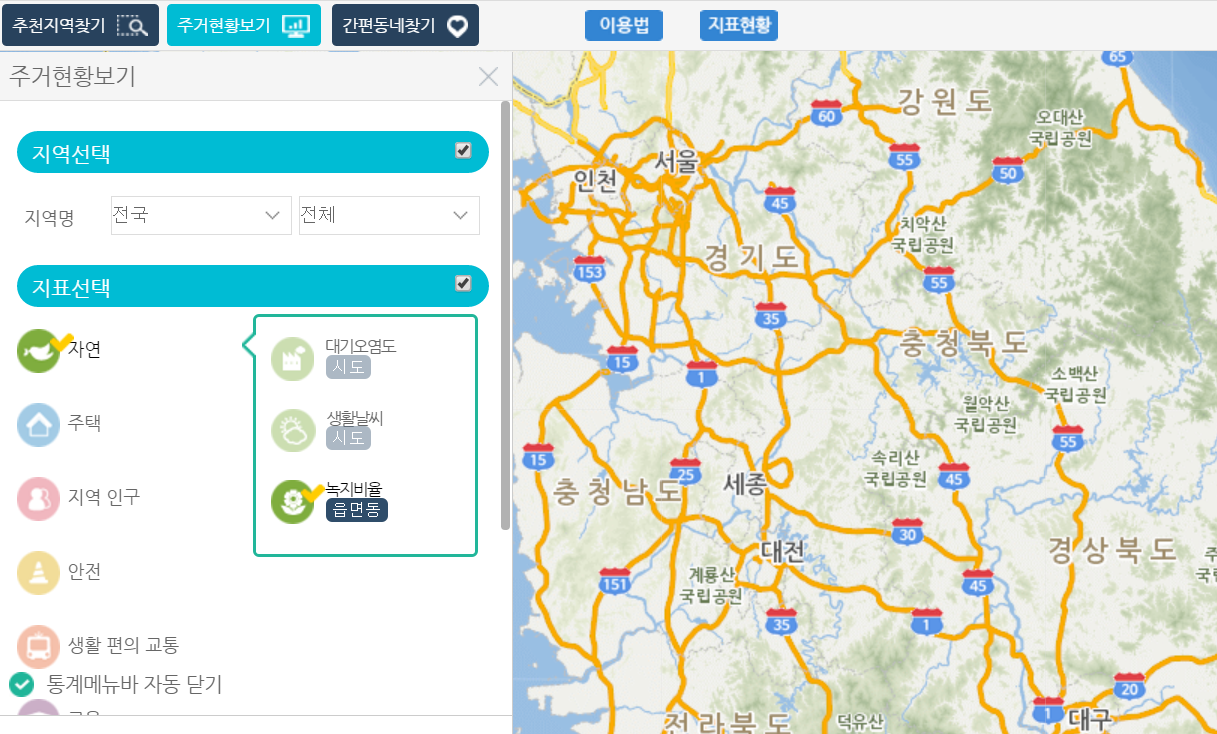 추천지역찾기
주거현황보기
간편동네찾기
이용법
지표현황
주거현황보기
지역선택
지역명
전국
전체
지표선택
자연
대기오염도
시도
생활날씨
시도
녹지비율
읍면동
주택
지역 인구
안전
생활 편의 교통
통계메뉴바 자동 닫기
65
강원도
60
오대산
국립공원
서울
55
50
인천
45
치악산
국립공원
경기도
153
55
35
충청북도
15
1
소백산
국립공원
월악산
국립공원
55
15
속리산
국립공원
25
45
충청남도
세종
30
대전
경상북도
계룡산
국립공원
151
45
35
1
20
1
대구
전라북도
덕유산